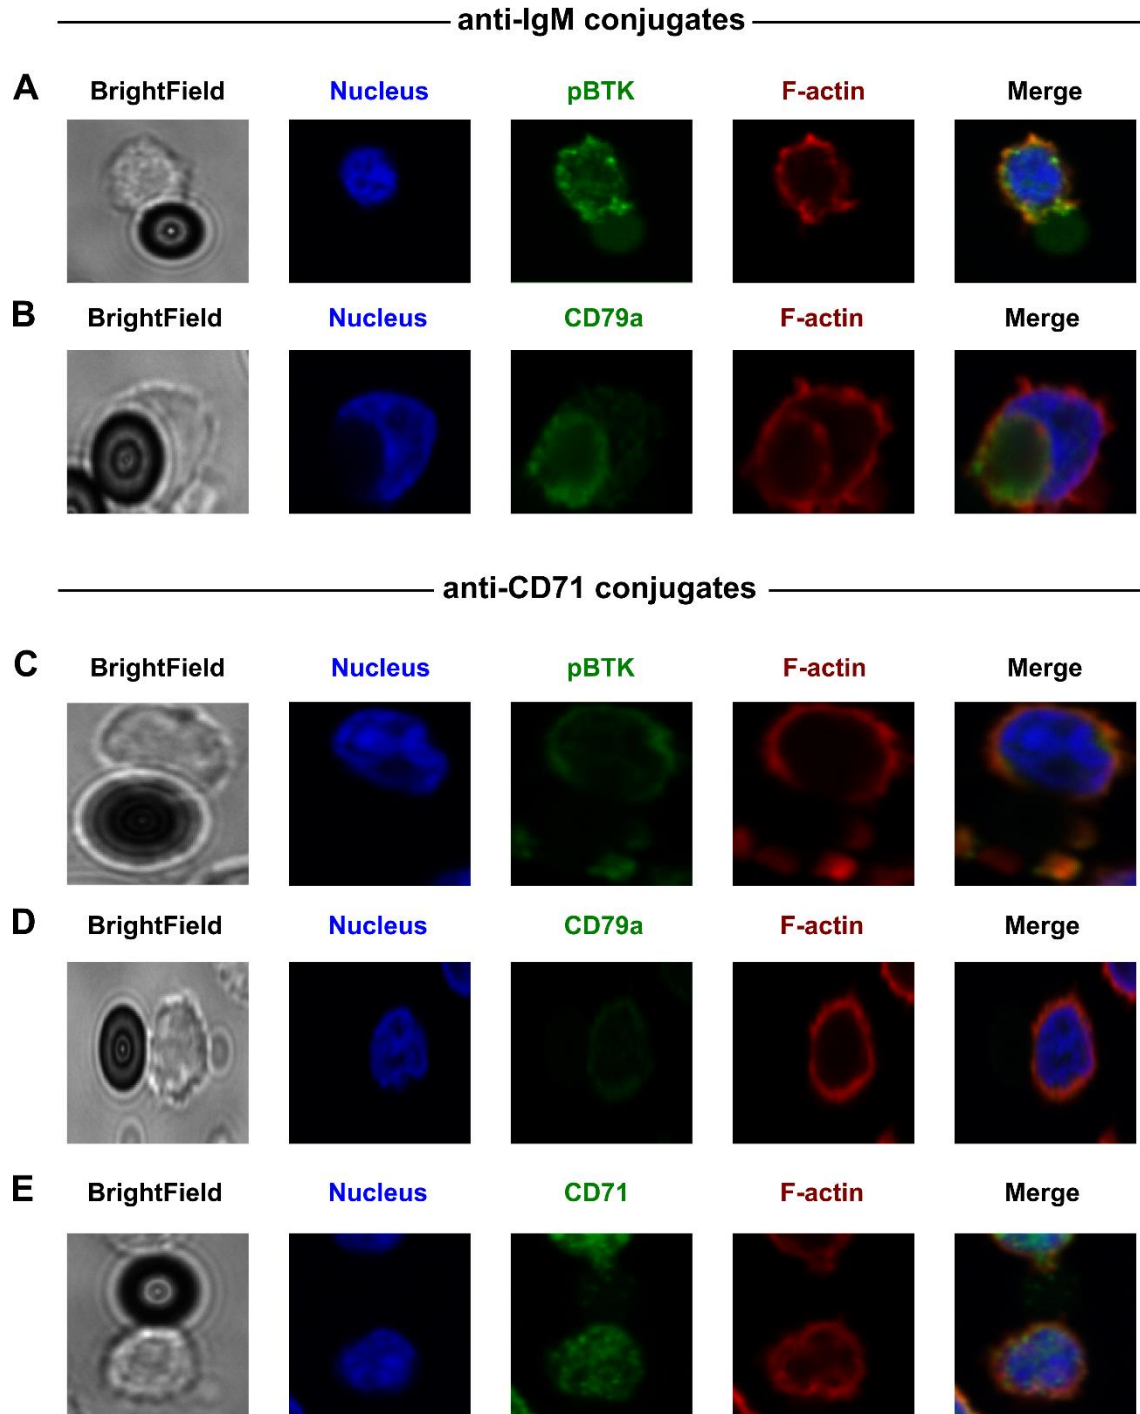 anti-IgM conjugates
A BrightField Nucleus pBTK F-actin Merge
B BrightField Nucleus CD79a F-actin Merge
anti-CD71 conjugates
C BrightField Nucleus pBTK F-actin Merge
D BrightField Nucleus CD79a F-actin Merge
E BrightField Nucleus CD71 F-actin Merge